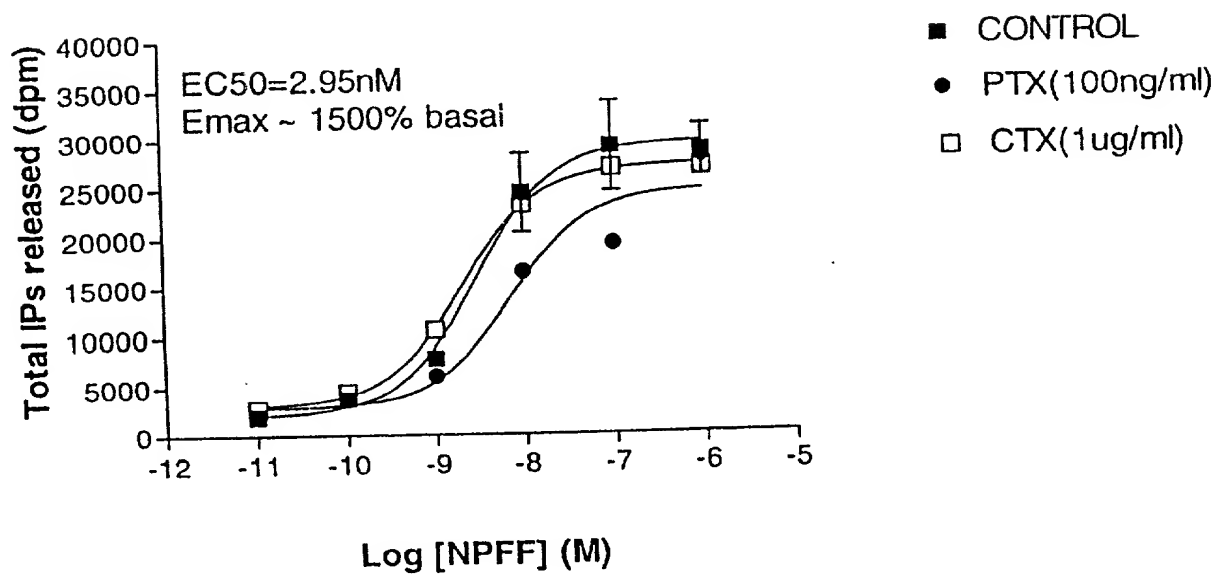 Total IPs released (dpm)
40000
35000
30000
25000
20000
15000
10000
5000
0
EC50=2.95nM
Emax ~ 1500% basal
CONTROL
PTX(100ng/ml)
CTX(1ug/ml)
-12 -11 -10 -9 -8 -7 -6 -5
Log [NPFF] (M)